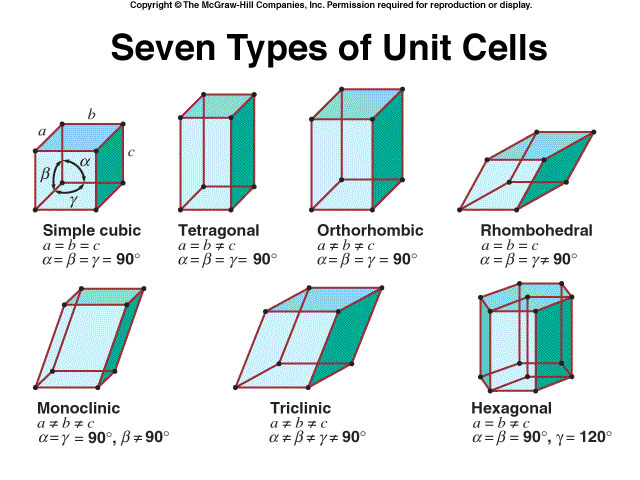 Copyright © The McGraw-Hill Companies, Inc. Permission required for reproduction or display.
Seven Types of Unit Cells
b
a
c
β
α
γ
Simple cubic
a = b = c
α = β = γ = 90°
Tetragonal
a = b ≠ c
α = β = γ = 90°
Orthorhombic
a ≠ b ≠ c
α = β = γ = 90°
Rhombohedral
a = b = c
α = β = γ ≠ 90°
Monoclinic
a ≠ b ≠ c
α = γ = 90°, β ≠ 90°
Triclinic
a ≠ b ≠ c
α ≠ β ≠ γ ≠ 90°
Hexagonal
a = b ≠ c
α = β = 90°, γ = 120°